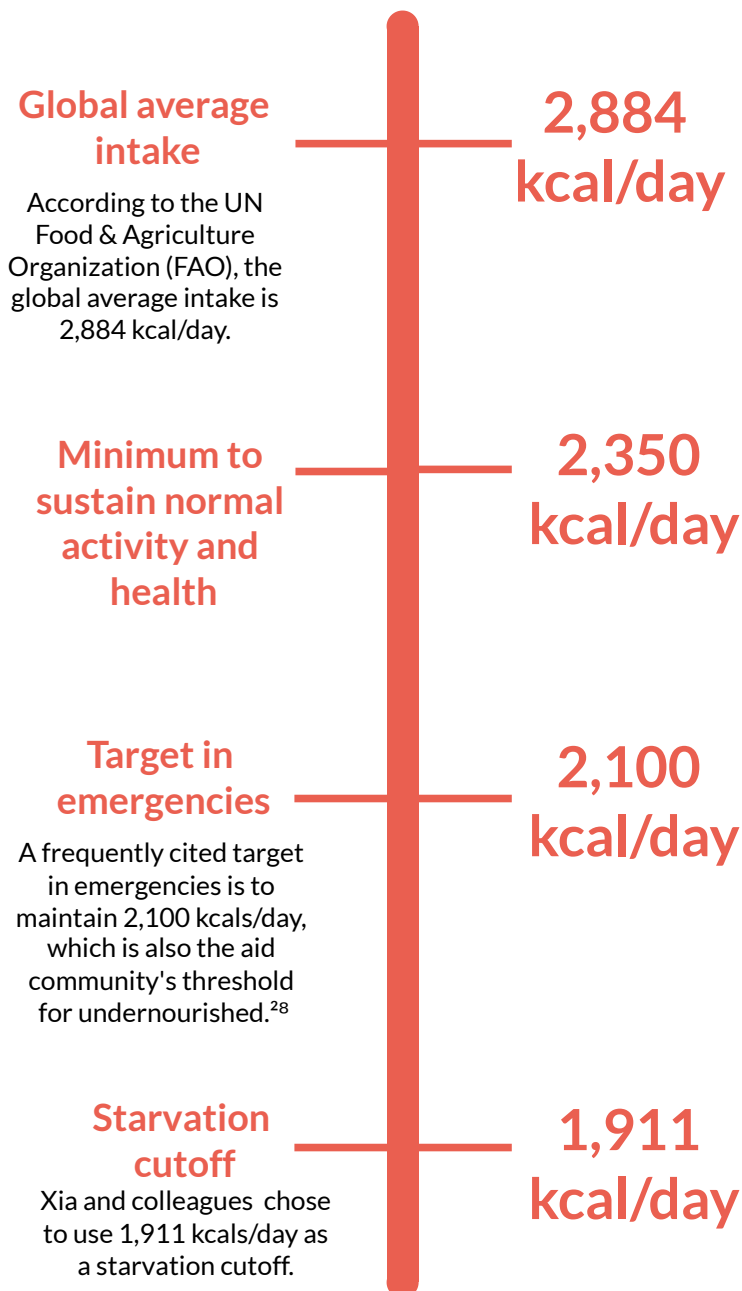 Global average
intake
2,884
kcal/day
According to the UN
Food & Agriculture
Organization (FAO), the
global average intake is
2,884 kcal/day.
Minimum to
sustain normal
activity and
health
2,350
kcal/day
Target in
emergencies
2,100
kcal/day
A frequently cited target
in emergencies is to
maintain 2,100 kcals/day,
which is also the aid
community's threshold
for undernourished.²⁸
Starvation
cutoff
1,911
kcal/day
Xia and colleagues chose
to use 1,911 kcals/day as
a starvation cutoff.